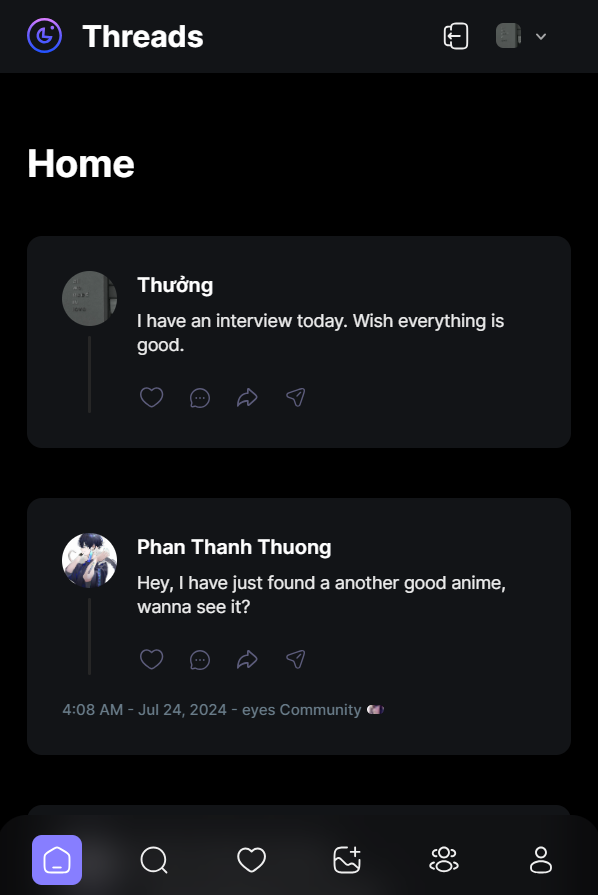 Threads
Home
Thưởng
I have an interview today. Wish everything is
good.
Phan Thanh Thuong
Hey, I have just found a another good anime,
wanna see it?
4:08 AM - Jul 24, 2024 - eyes Community